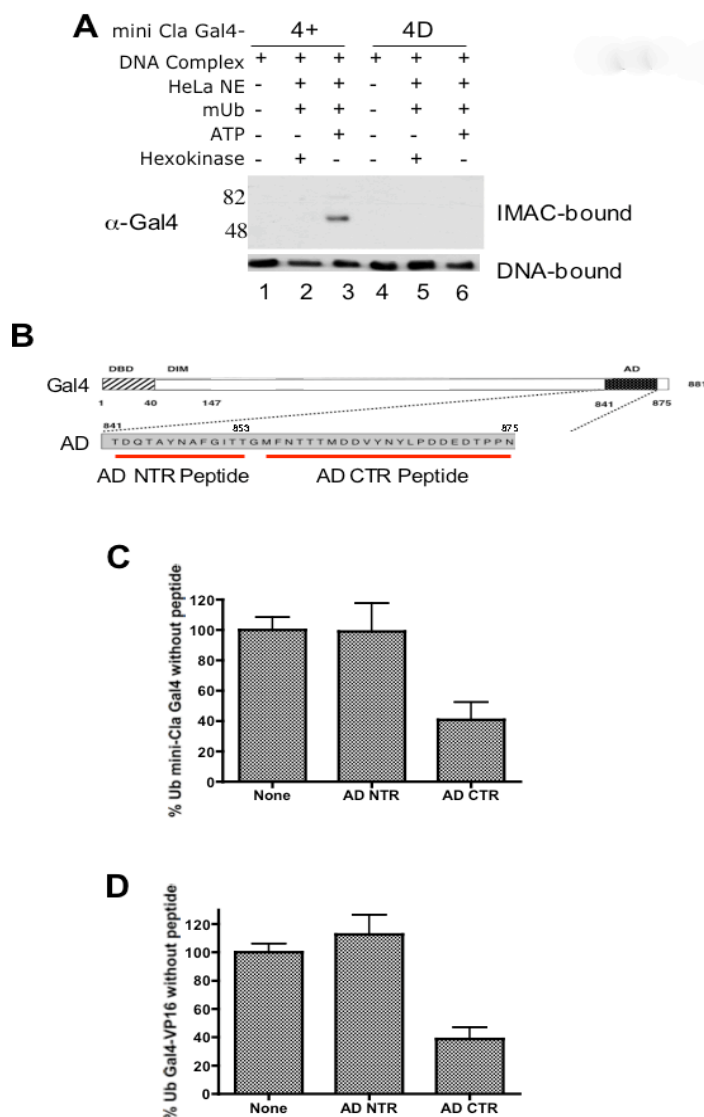 A
mini Cla Gal4- 4+ 4D
DNA Complex + + + + + +
HeLa NE - + + - + +
mUb - + + - + +
ATP - - + - - +
Hexokinase - + - - + -
82
α-Gal4
48
IMAC-bound
DNA-bound
1 2 3 4 5 6
B
DBD DIM AD
Gal4
881
1 40 147 841 875
841 853 875
AD TDQTAYNAFGITTGMFNTTTMDDVYNYLPDDEDTPPN
AD NTR Peptide AD CTR Peptide
C
% Ub mini-Cla Gal4 without peptide
120
100
80
60
40
20
0
None AD NTR AD CTR
D
% Ub Gal4-VP16 without peptide
120
100
80
60
40
20
0
None AD NTR AD CTR